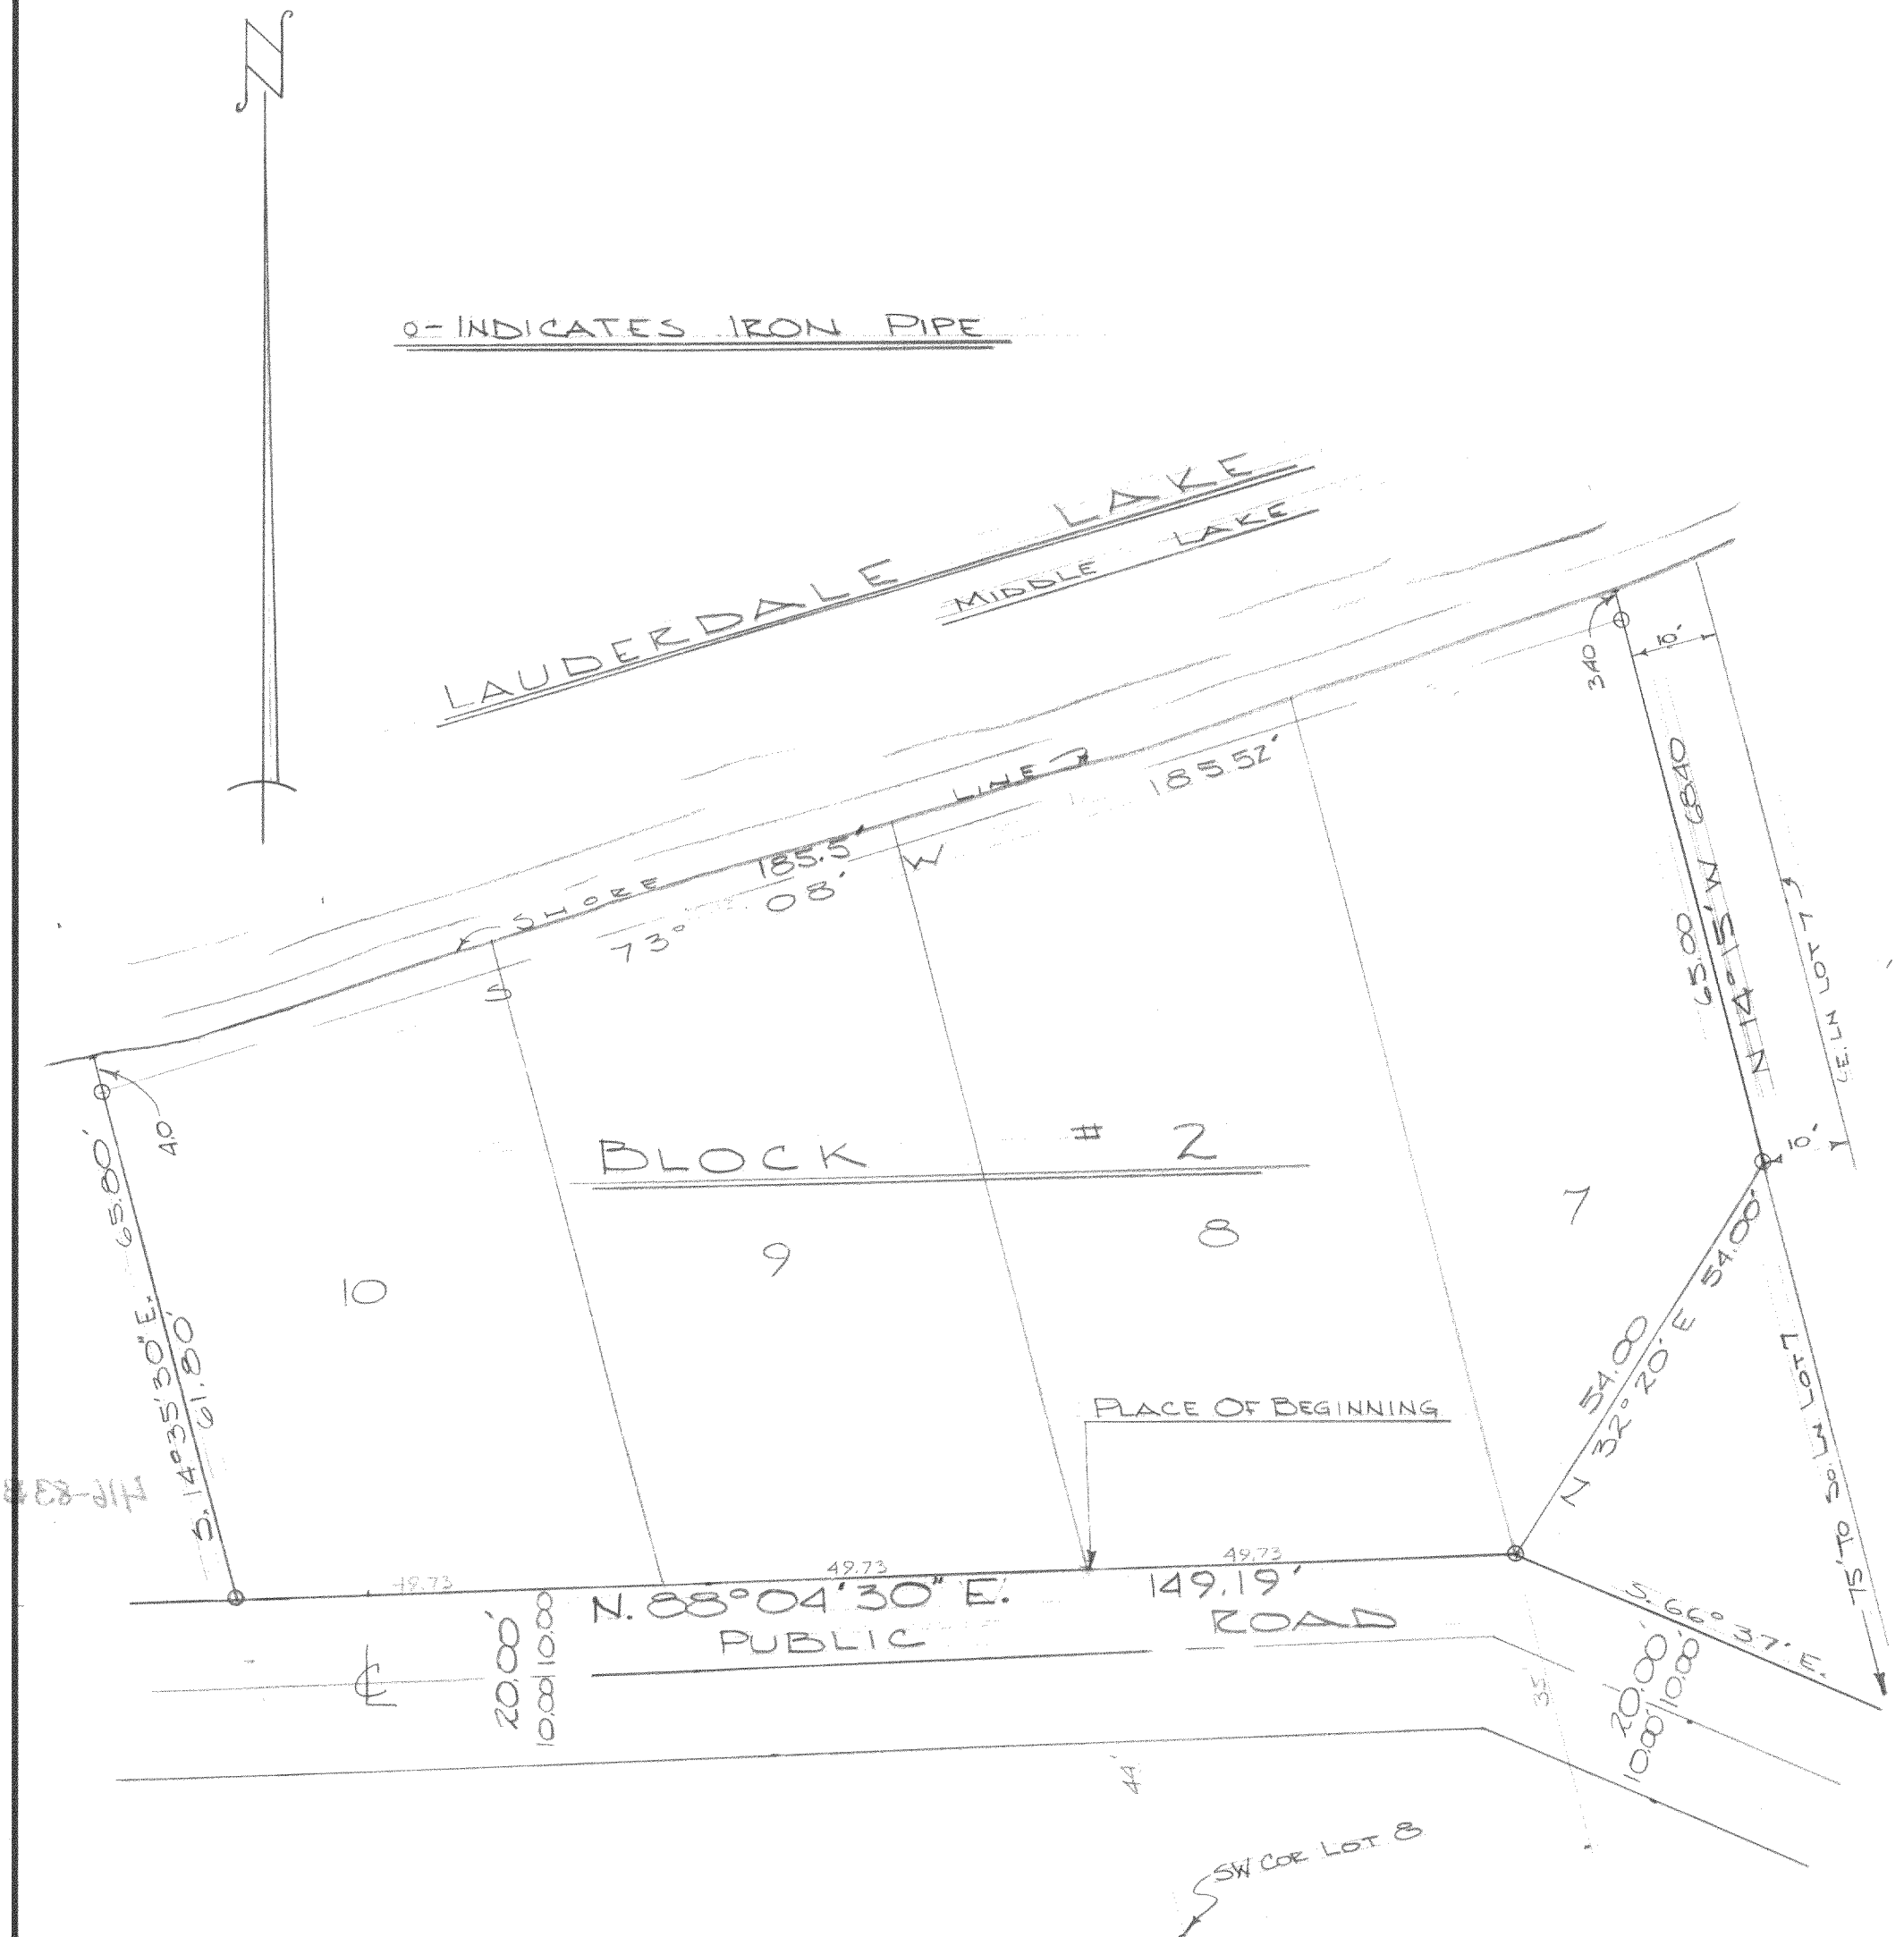 N
o- INDICATES IRON PIPE
LAUDERDALE LAKE
MIDDLE LAKE
SHORE LINE
185.5'
185.52'
S 73° 08' W
3.40
10.'
68.40
65.00
N 14° 15' W
E. LN LOT 7
10.'
4.0
65.80'
S. 14°35'30" E.
61.80'
BLOCK # 2
10
9
8
7
54.00
54.00'
N 32° 20' E
75' TO SO. LN LOT 7
PLACE OF BEGINNING
49.73
49.73
49.73
N. 88°04'30" E. 149.19'
PUBLIC ROAD
20.00'
10.00 10.00
S. 66° 37' E.
20.00'
10.00' 10.00'
35'
44'
SW COR LOT 8